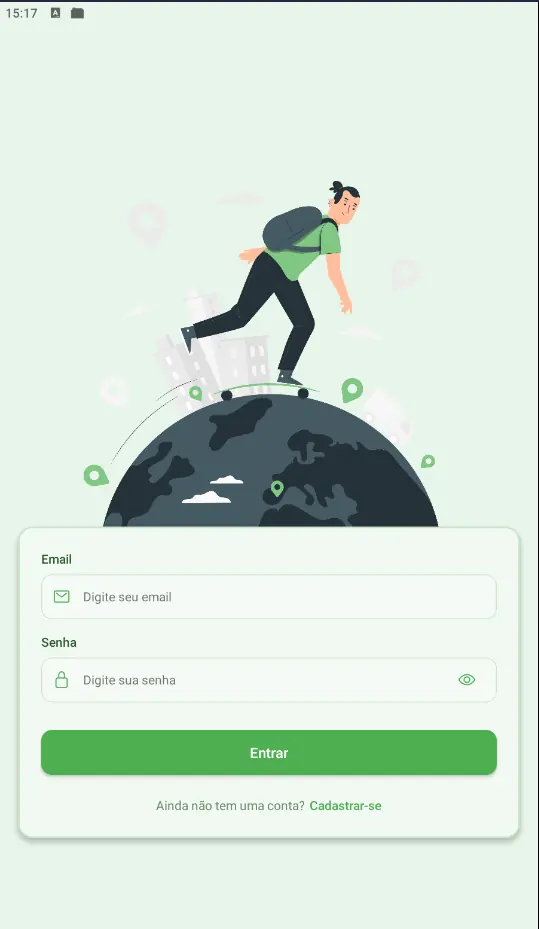 15:17
A
Email
Digite seu email
Senha
Digite sua senha
Entrar
Ainda não tem uma conta? Cadastrar-se